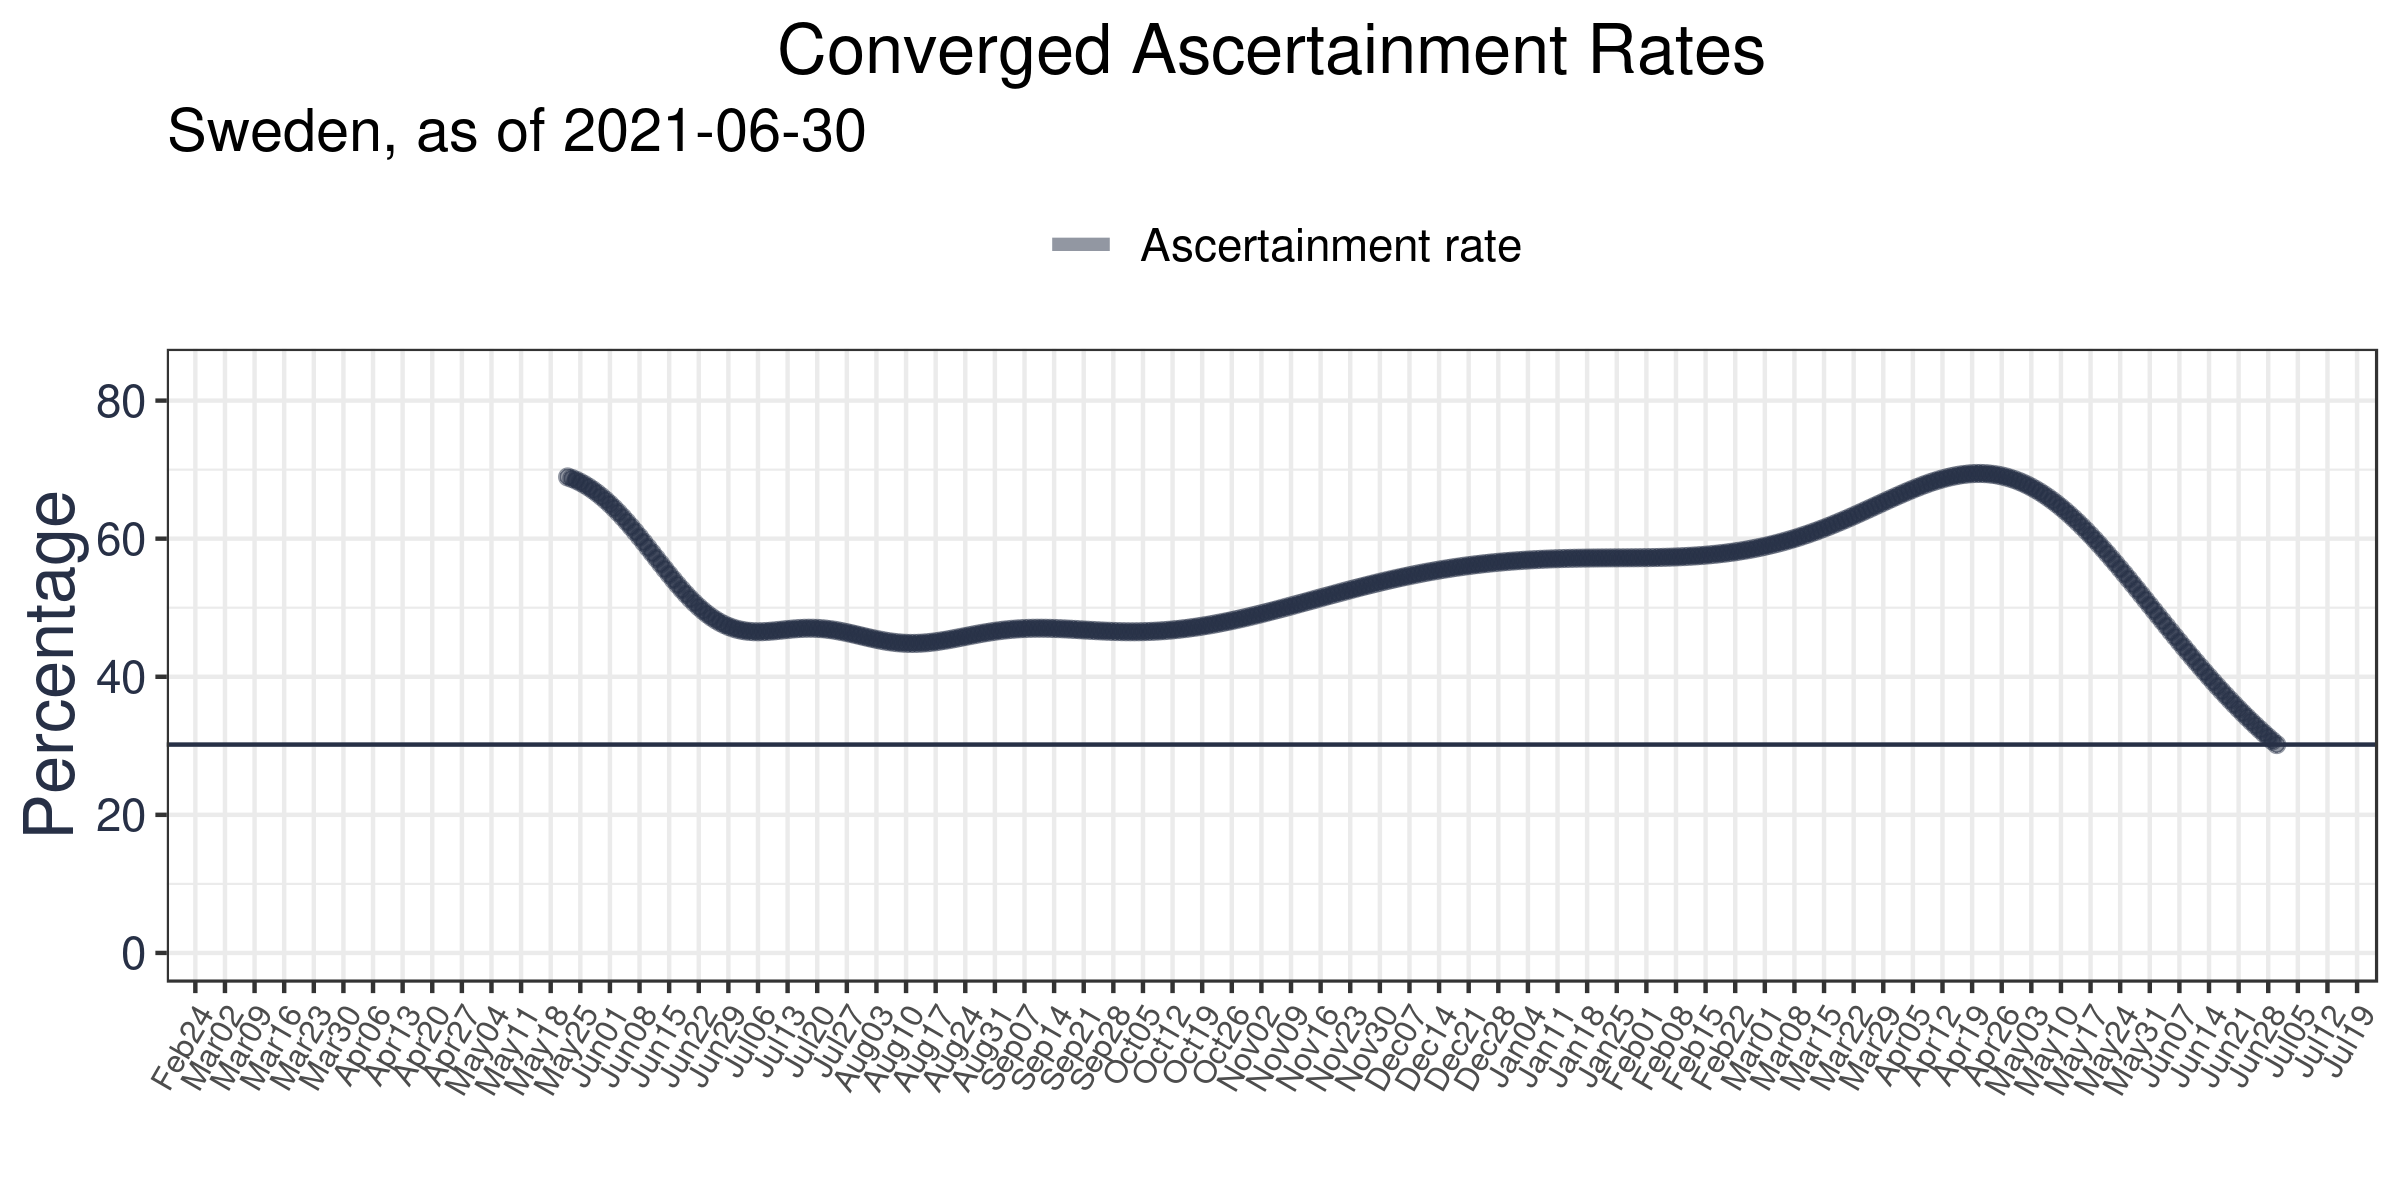 Converged Ascertainment Rates
Sweden, as of 2021-06-30
Ascertainment rate
Percentage
80
60
40
20
0
Feb24
Mar02
Mar09
Mar16
Mar23
Mar30
Apr06
Apr13
Apr20
Apr27
May04
May11
May18
May25
Jun01
Jun08
Jun15
Jun22
Jun29
Jul06
Jul13
Jul20
Jul27
Aug03
Aug10
Aug17
Aug24
Aug31
Sep07
Sep14
Sep21
Sep28
Oct05
Oct12
Oct19
Oct26
Nov02
Nov09
Nov16
Nov23
Nov30
Dec07
Dec14
Dec21
Dec28
Jan04
Jan11
Jan18
Jan25
Feb01
Feb08
Feb15
Feb22
Mar01
Mar08
Mar15
Mar22
Mar29
Apr05
Apr12
Apr19
Apr26
May03
May10
May17
May24
May31
Jun07
Jun14
Jun21
Jun28
Jul05
Jul12
Jul19